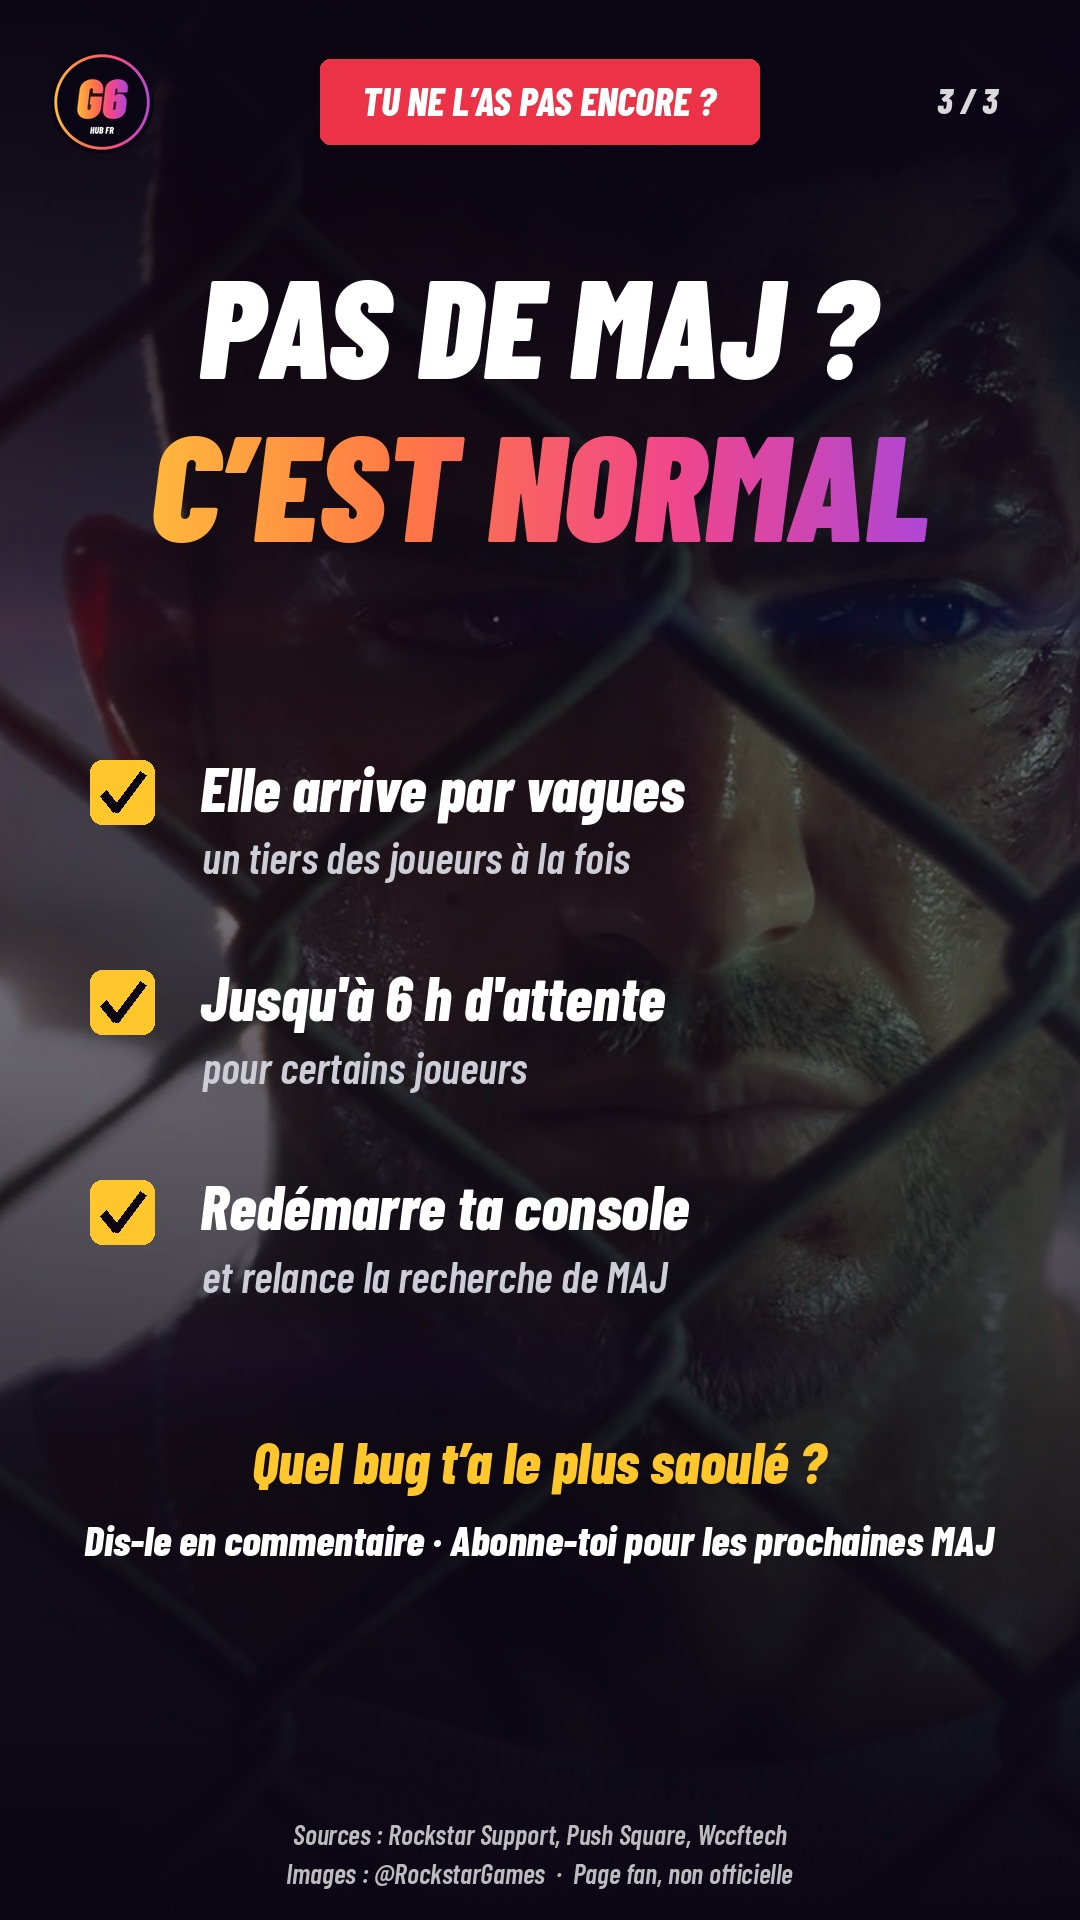 G6
HUB FR
TU NE L’AS PAS ENCORE ?
3 / 3
PAS DE MAJ ?
C’EST NORMAL
Elle arrive par vagues
un tiers des joueurs à la fois
Jusqu'à 6 h d'attente
pour certains joueurs
Redémarre ta console
et relance la recherche de MAJ
Quel bug t’a le plus saoulé ?
Dis-le en commentaire · Abonne-toi pour les prochaines MAJ
Sources : Rockstar Support, Push Square, Wccftech
Images : @RockstarGames · Page fan, non officielle